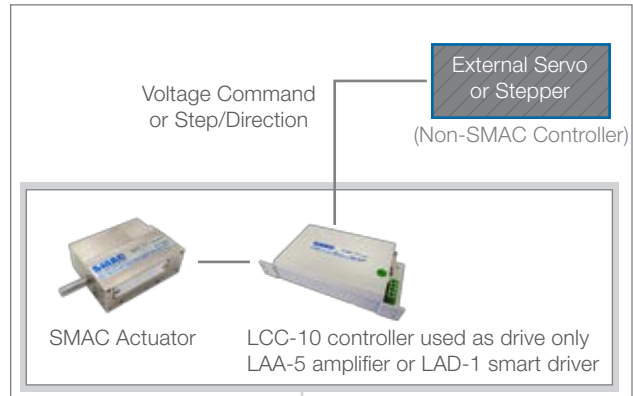 External Servo
or Stepper
Voltage Command
or Step/Direction
(Non-SMAC Controller)
SMAC
SMAC Actuator
LCC-10 controller used as drive only
LAA-5 amplifier or LAD-1 smart driver